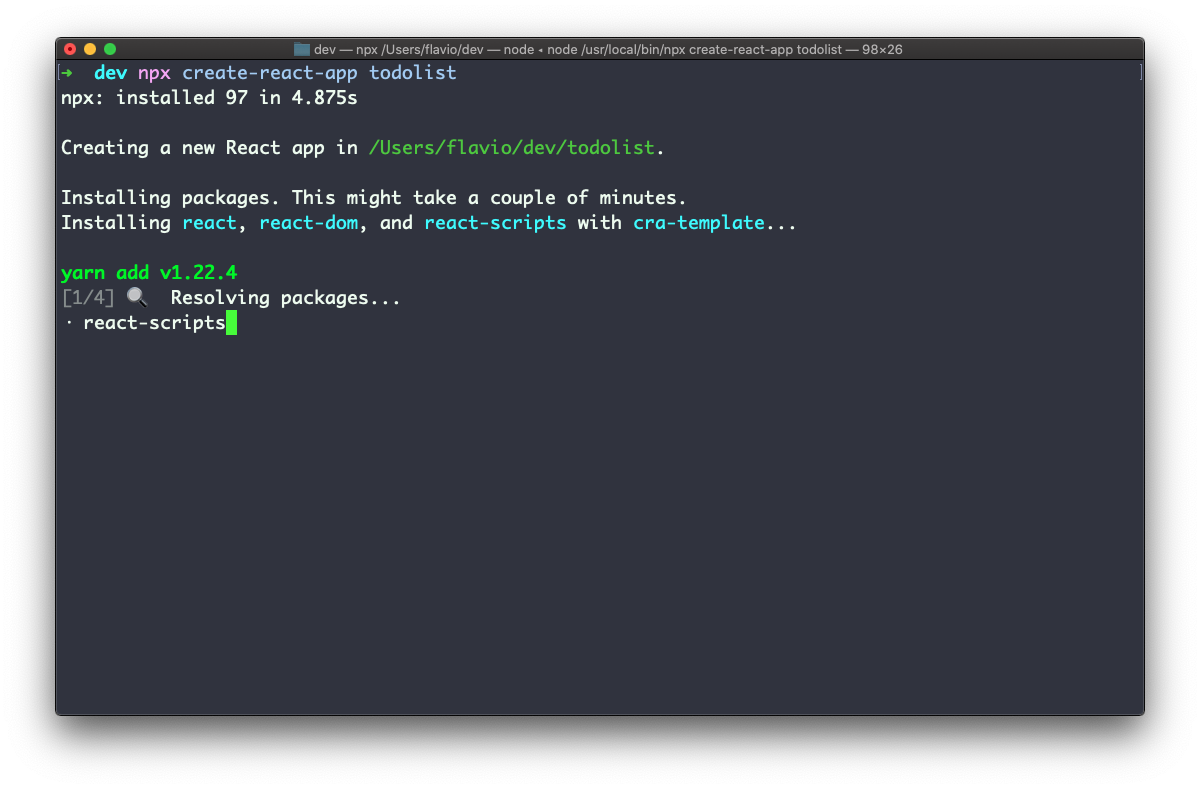 dev — npx /Users/flavio/dev — node ◂ node /usr/local/bin/npx create-react-app todolist — 98×26
[➜  dev npx create-react-app todolist ]
npx: installed 97 in 4.875s
Creating a new React app in /Users/flavio/dev/todolist.
Installing packages. This might take a couple of minutes.
Installing react, react-dom, and react-scripts with cra-template...
yarn add v1.22.4
[1/4] 🔍  Resolving packages...
⠂ react-scripts